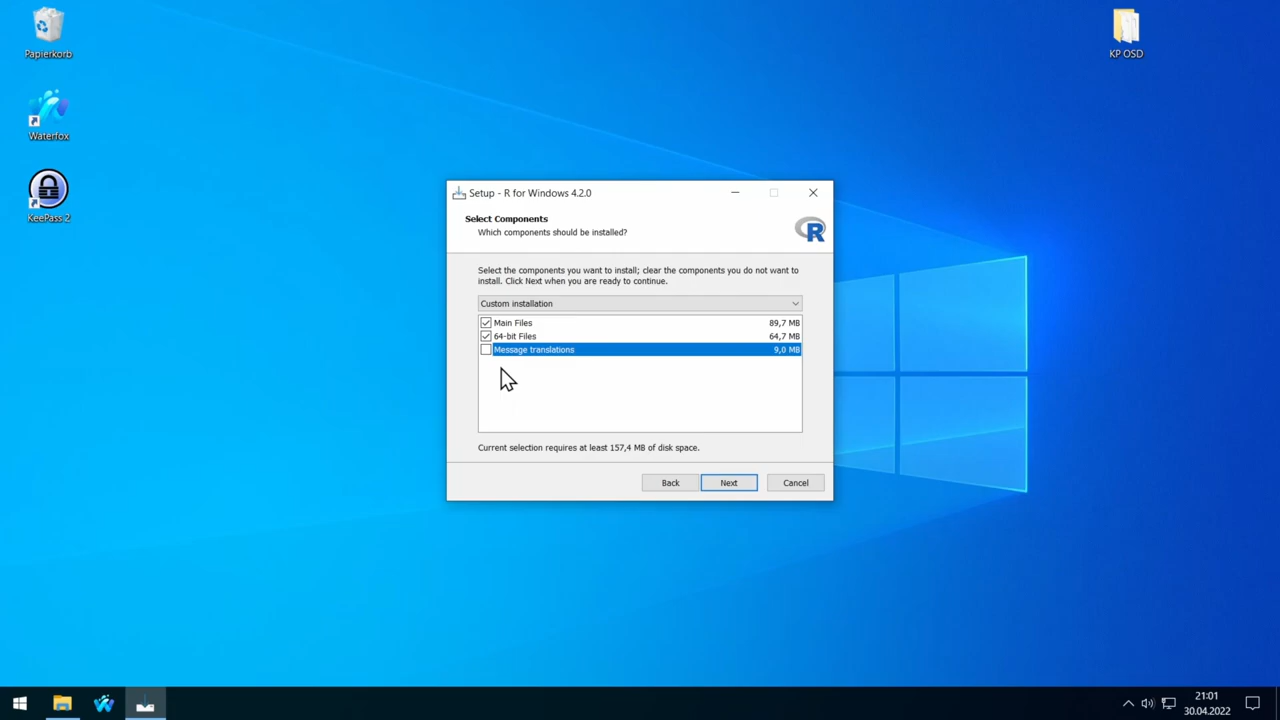 Papierkorb
Waterfox
KeePass 2
KP OSD
Setup - R for Windows 4.2.0
Select Components
Which components should be installed?
R
Select the components you want to install; clear the components you do not want to
install. Click Next when you are ready to continue.
Custom installation
Main Files 89,7 MB
64-bit Files 64,7 MB
Message translations 9,0 MB
Current selection requires at least 157,4 MB of disk space.
Back Next Cancel
21:01
30.04.2022